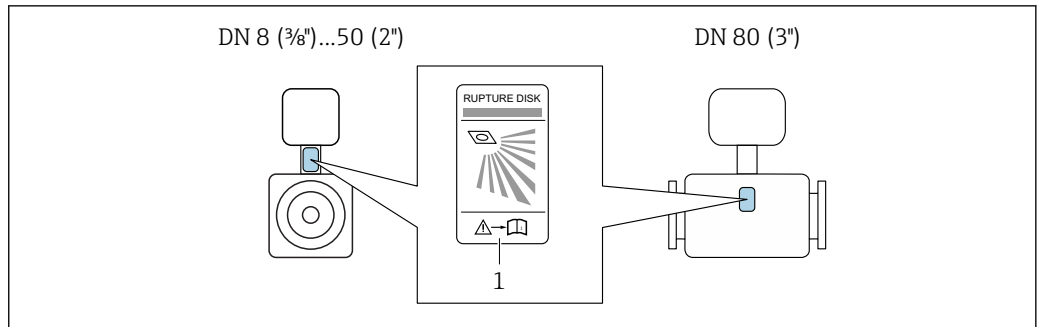 DN 8 (⅜")...50 (2")
DN 80 (3")
RUPTURE DISK
i
1